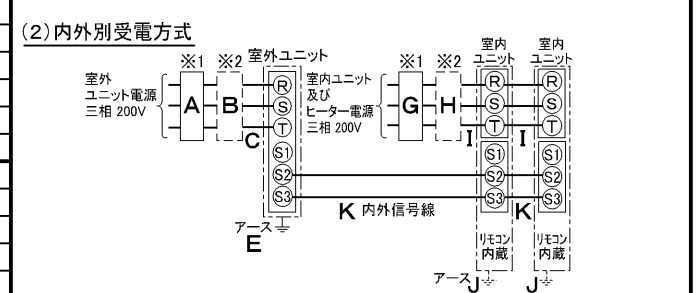 (2)内外別受電方式
※1 ※2 室外ユニット
室外
ユニット電源
三相 200V
A B
C
R
S
T
S1
S2
S3
アース
E
K 内外信号線
※1 ※2
室内ユニット
及び
ヒーター電源
三相 200V
G H
I I
室内
ユニット
R
S
T
S1
S2
S3
リモコン
内蔵
アース J
K
室内
ユニット
R
S
T
S1
S2
S3
リモコン
内蔵
J